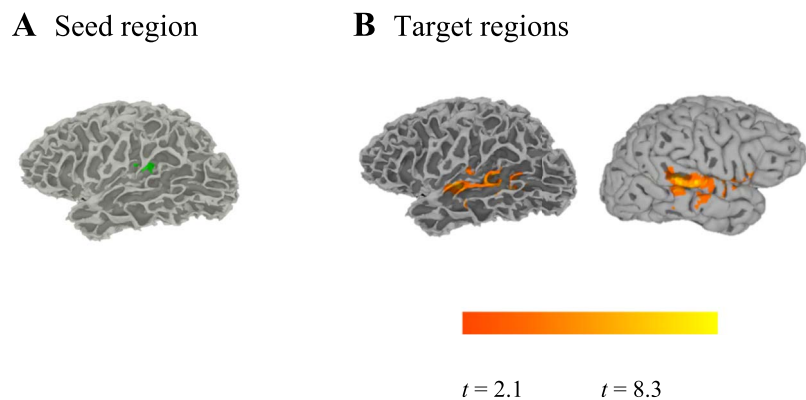 A Seed region
B Target regions
t = 2.1
t = 8.3